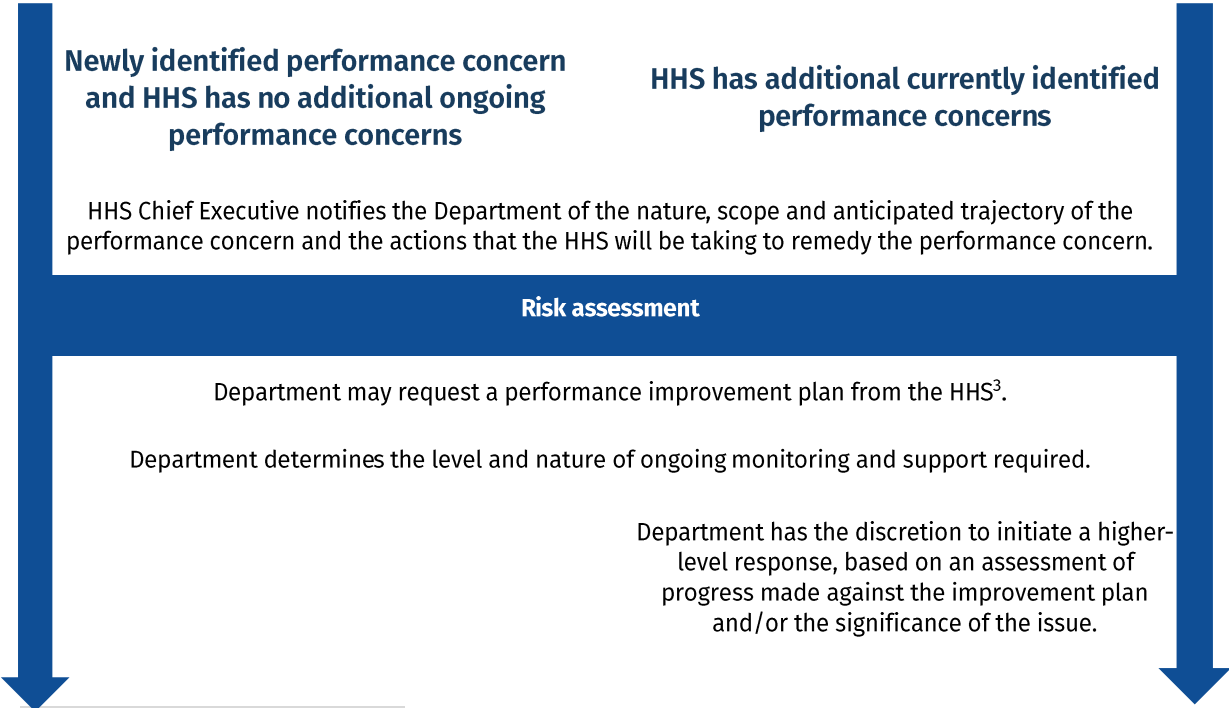 Newly identified performance concern
and HHS has no additional ongoing
performance concerns
HHS has additional currently identified
performance concerns
HHS Chief Executive notifies the Department of the nature, scope and anticipated trajectory of the
performance concern and the actions that the HHS will be taking to remedy the performance concern.
Risk assessment
Department may request a performance improvement plan from the HHS³.
Department determines the level and nature of ongoing monitoring and support required.
Department has the discretion to initiate a higher-
level response, based on an assessment of
progress made against the improvement plan
and/or the significance of the issue.